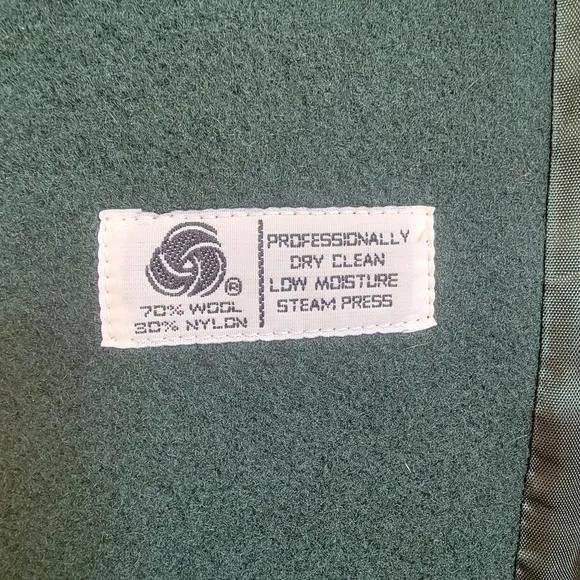 ®
70% WOOL
30% NYLON
PROFESSIONALLY
DRY CLEAN
LOW MOISTURE
STEAM PRESS